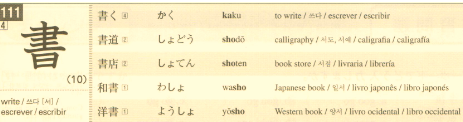 111
4
書
(10)
write / 쓰다 [서] /
escrever / escribir
書く ④ かく kaku to write / 쓰다 / escrever / escribir
書道 ② しょどう shodō calligraphy / 서도, 서예 / caligrafia / caligrafía
書店 ② しょてん shoten book store / 서점 / livraria / librería
和書 ① わしょ washo Japanese book / 일서 / livro japonês / libro japonés
洋書 ① ようしょ yōsho Western book / 양서 / livro ocidental / libro occidental